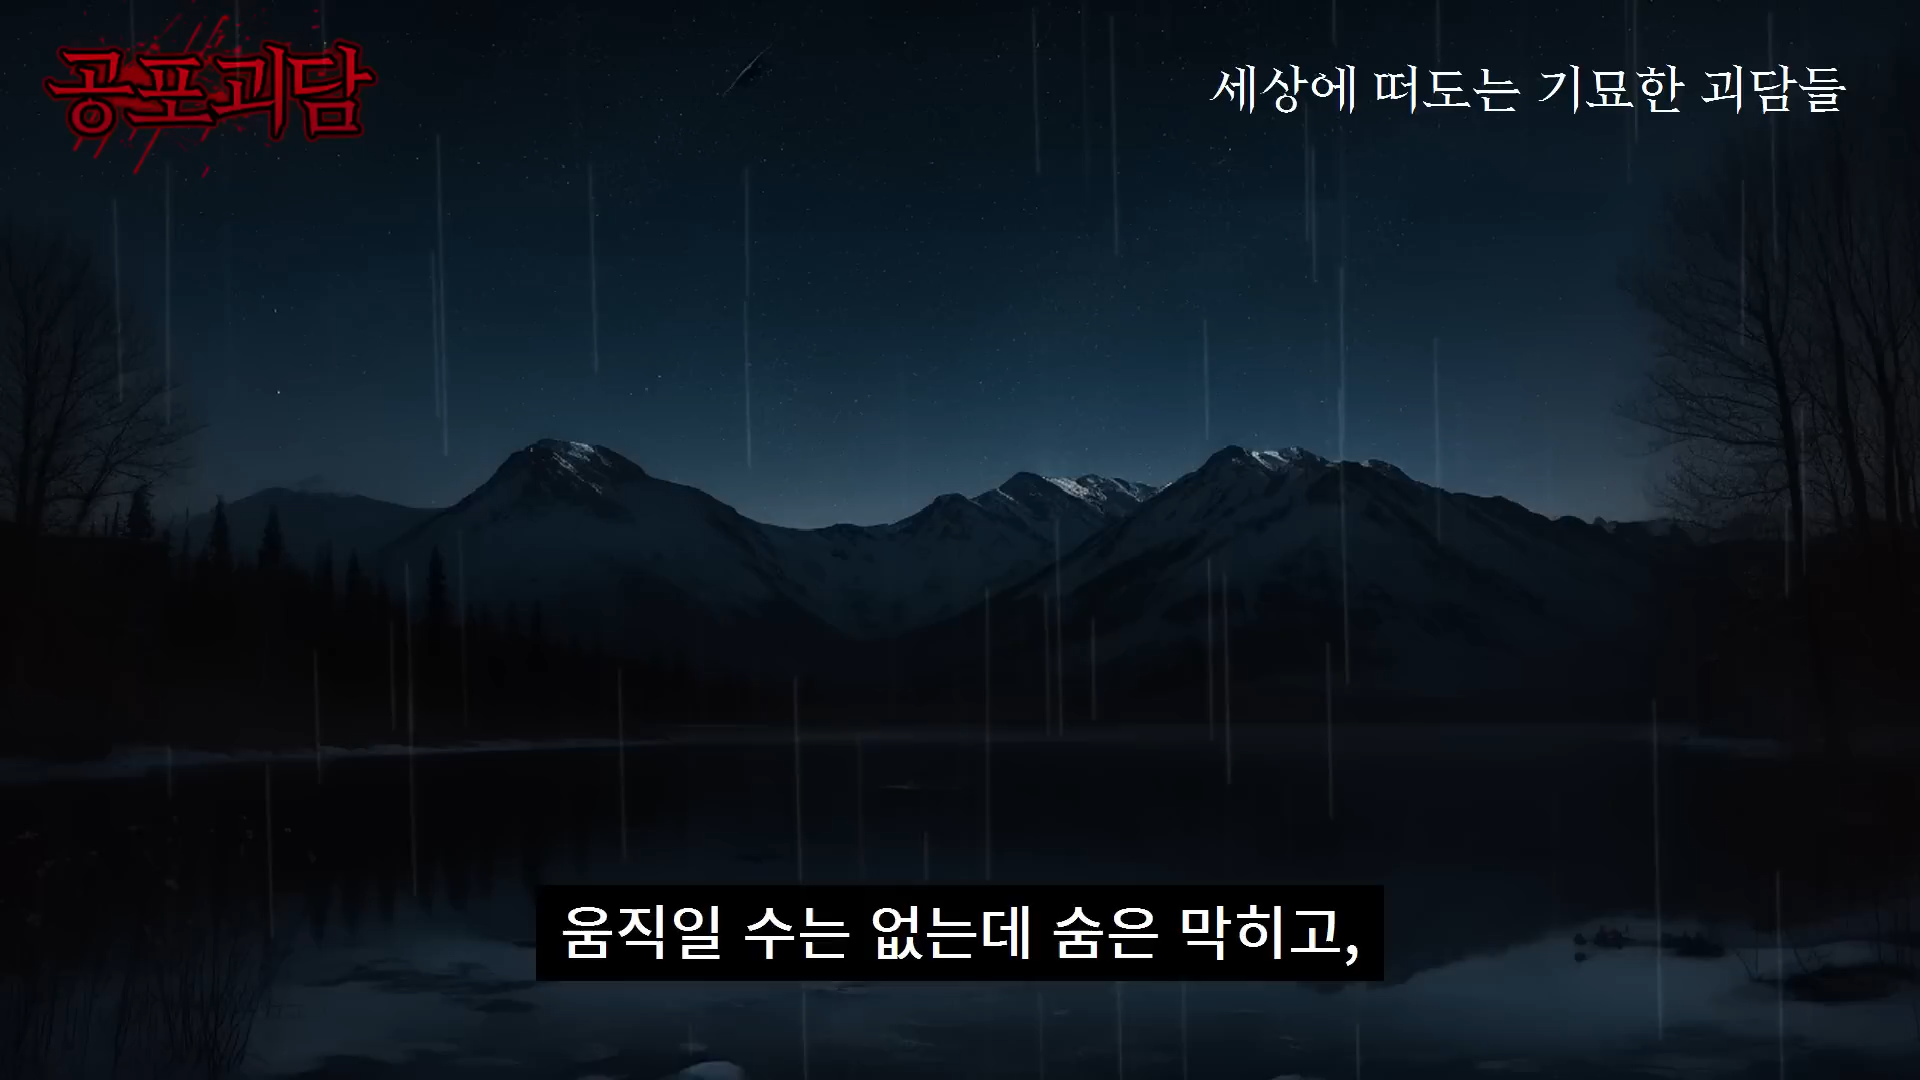 공포괴담
세상에 떠도는 기묘한 괴담들
움직일 수는 없는데 숨은 막히고,